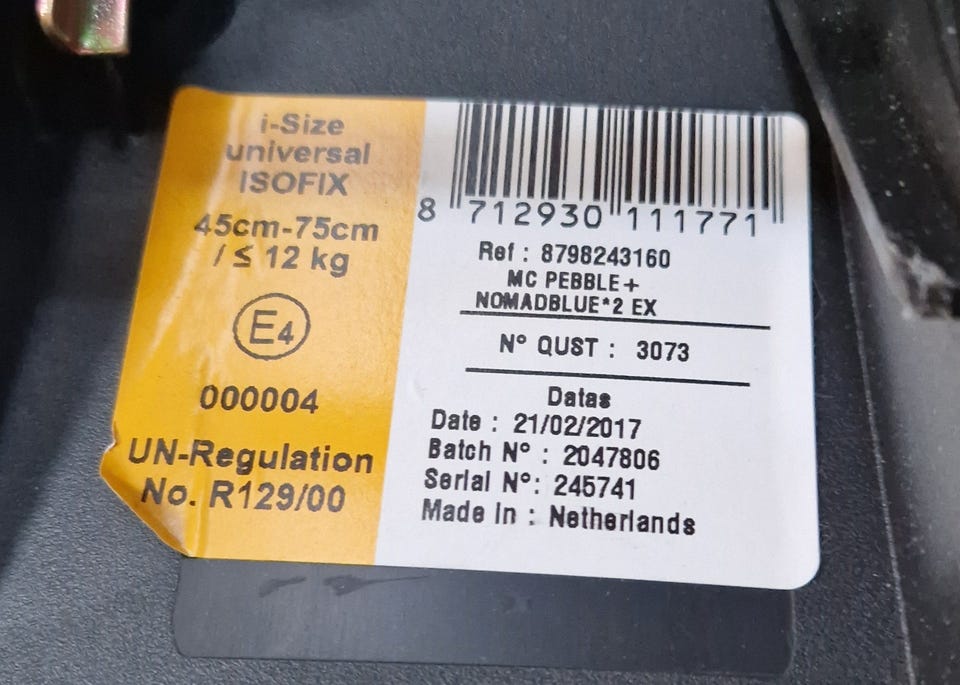 i-Size
universal
ISOFIX
45cm-75cm
/ ≤ 12 kg
E4
000004
UN-Regulation
No. R129/00
8 712930 111771
Ref : 8798243160
MC PEBBLE+
NOMADBLUE*2 EX
N° QUST : 3073
Datas
Date : 21/02/2017
Batch N° : 2047806
Serial N°: 245741
Made in : Netherlands